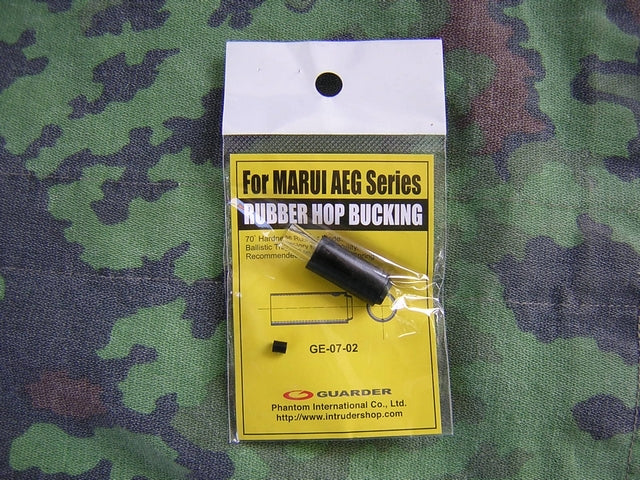 For MARUI AEG Series
RUBBER HOP BUCKING
70° Hardness
Ballistic
Recommended
GE-07-02
GUARDER
Phantom International Co., Ltd.
http://www.intrudershop.com